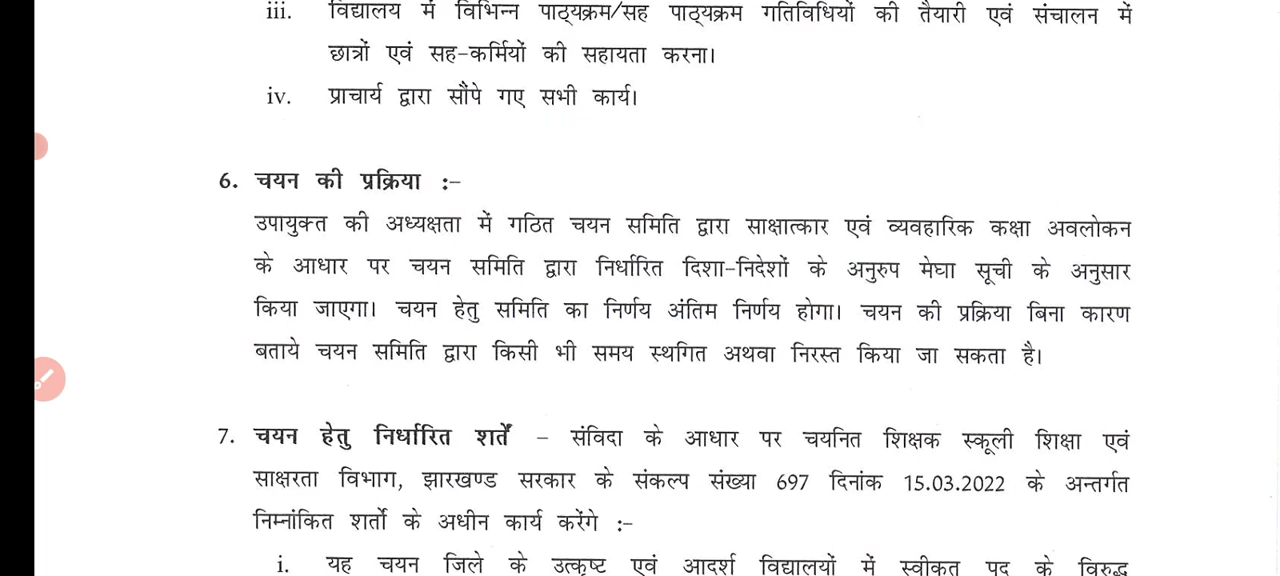 iii. विद्यालय में विभिन्न पाठ्यक्रम/सह पाठ्यक्रम गतिविधियों की तैयारी एवं संचालन में
छात्रों एवं सह-कर्मियों की सहायता करना।
iv. प्राचार्य द्वारा सौंपे गए सभी कार्य।
6. चयन की प्रक्रिया :-
उपायुक्त की अध्यक्षता में गठित चयन समिति द्वारा साक्षात्कार एवं व्यवहारिक कक्षा अवलोकन
के आधार पर चयन समिति द्वारा निर्धारित दिशा-निदेशों के अनुरुप मेघा सूची के अनुसार
किया जाएगा। चयन हेतु समिति का निर्णय अंतिम निर्णय होगा। चयन की प्रक्रिया बिना कारण
बताये चयन समिति द्वारा किसी भी समय स्थगित अथवा निरस्त किया जा सकता है।
7. चयन हेतु निर्धारित शर्तें - संविदा के आधार पर चयनित शिक्षक स्कूली शिक्षा एवं
साक्षरता विभाग, झारखण्ड सरकार के संकल्प संख्या 697 दिनांक 15.03.2022 के अन्तर्गत
निम्नांकित शर्तो के अधीन कार्य करेंगे :-
i. यह चयन जिले के उत्कृष्ट एवं आदर्श विद्यालयों में स्वीकृत पद के विरुद्ध